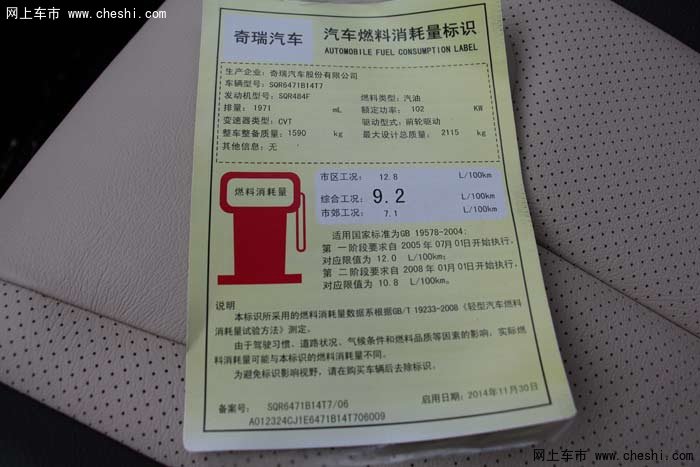 网上车市 www.cheshi.com
奇瑞汽车
汽车燃料消耗量标识
AUTOMOBILE FUEL CONSUMPTION LABEL
生产企业：奇瑞汽车股份有限公司
车辆型号：SQR6471B14T7
发动机型号：SQR484F 燃料类型：汽油
排量：1971 mL 额定功率：102 KW
变速器类型：CVT 驱动型式：前轮驱动
整车整备质量：1590 kg 最大设计总质量：2115 kg
其他信息：无
燃料消耗量
市区工况：12.8 L/100km
综合工况：9.2 L/100km
市郊工况：7.1 L/100km
适用国家标准为GB 19578-2004：
第一阶段要求自2005年07月01日开始执行，
对应限值为 12.0 L/100km；
第二阶段要求自2008年01月01日开始执行，
对应限值为 10.8 L/100km。
说明
本标识所采用的燃料消耗量数据系根据GB/T 19233-2008《轻型汽车燃料
消耗量试验方法》测定。
由于驾驶习惯、道路状况、气候条件和燃料品质等因素的影响，实际燃
料消耗量可能与本标识的燃料消耗量不同。
为避免标识影响视野，请在购买车辆后去除标识。
备案号：SQR6471B14T7/06 启用日期：2014年11月30日
A012324CJ1E6471B14T706009
网上车市 www.cheshi.com